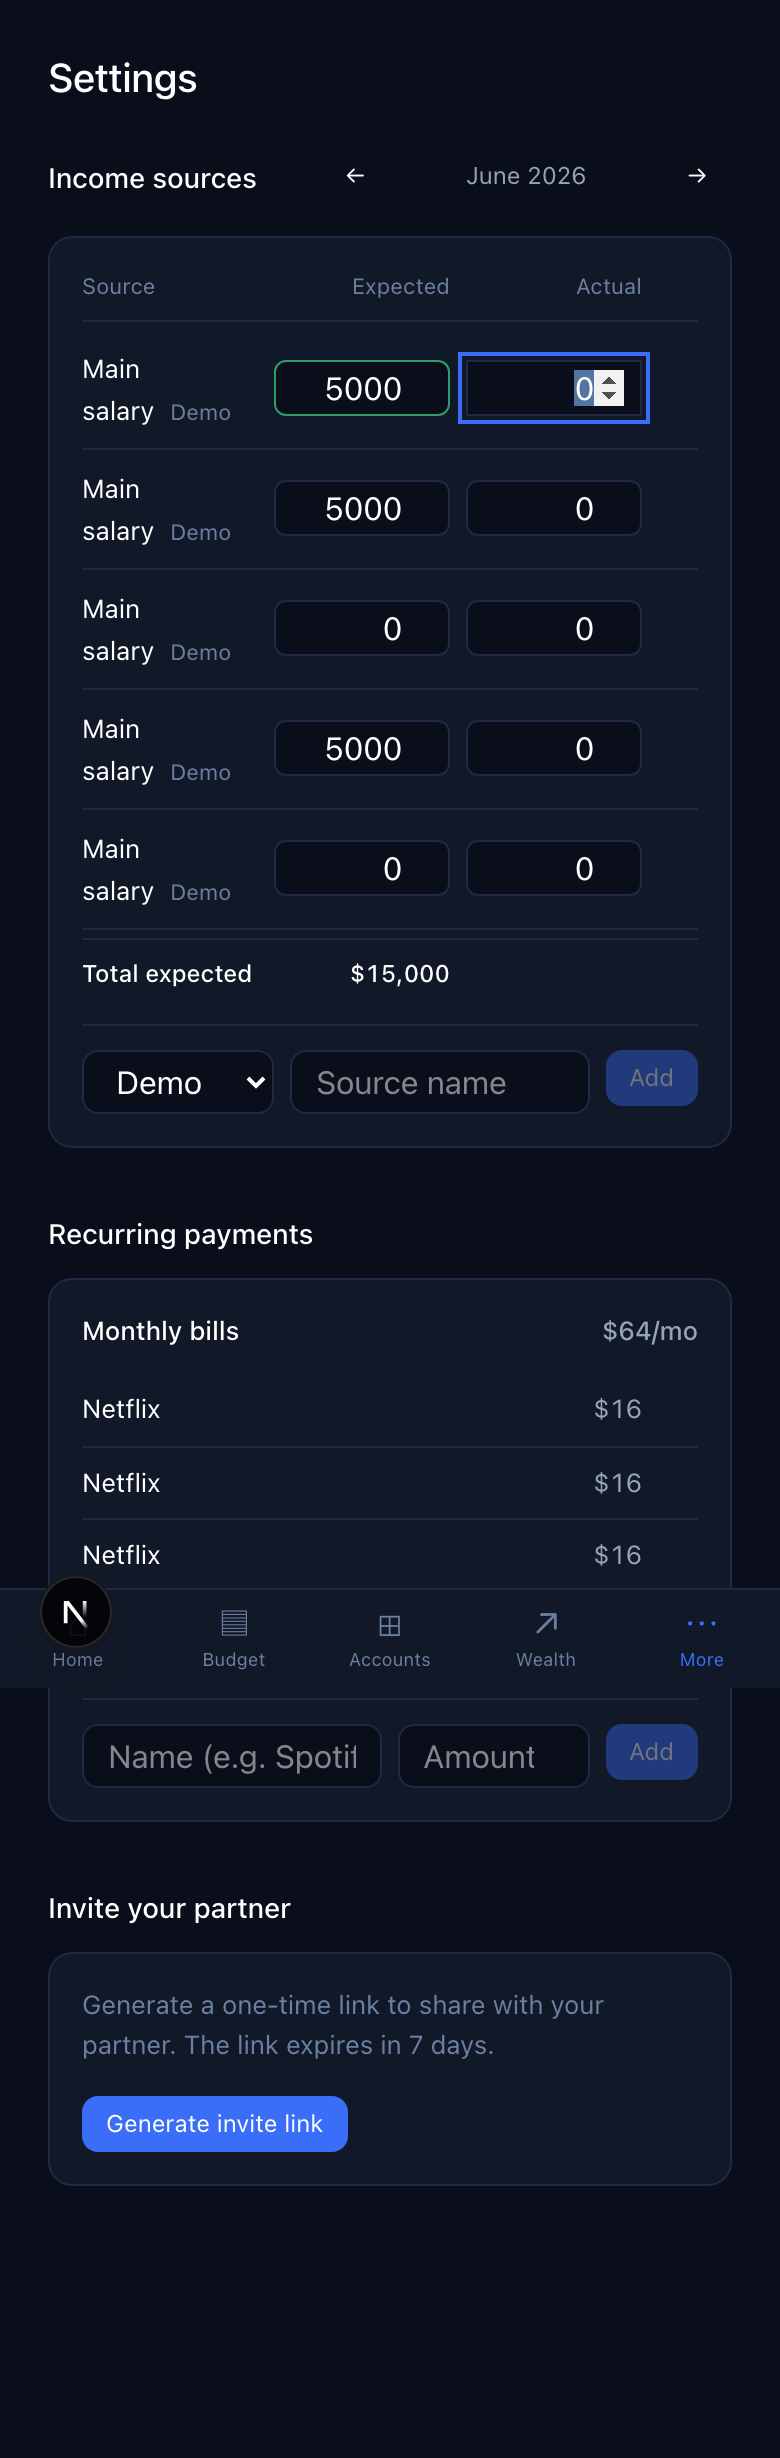 Settings
Income sources ← June 2026 →
Source Expected Actual
Main
salary Demo 5000 0
Main
salary Demo 5000 0
Main
salary Demo 0 0
Main
salary Demo 5000 0
Main
salary Demo 0 0
Total expected $15,000
Demo Source name Add
Recurring payments
Monthly bills $64/mo
Netflix $16
Netflix $16
Netflix $16
N
Home Budget Accounts Wealth More
Name (e.g. Spotif Amount Add
Invite your partner
Generate a one-time link to share with your
partner. The link expires in 7 days.
Generate invite link